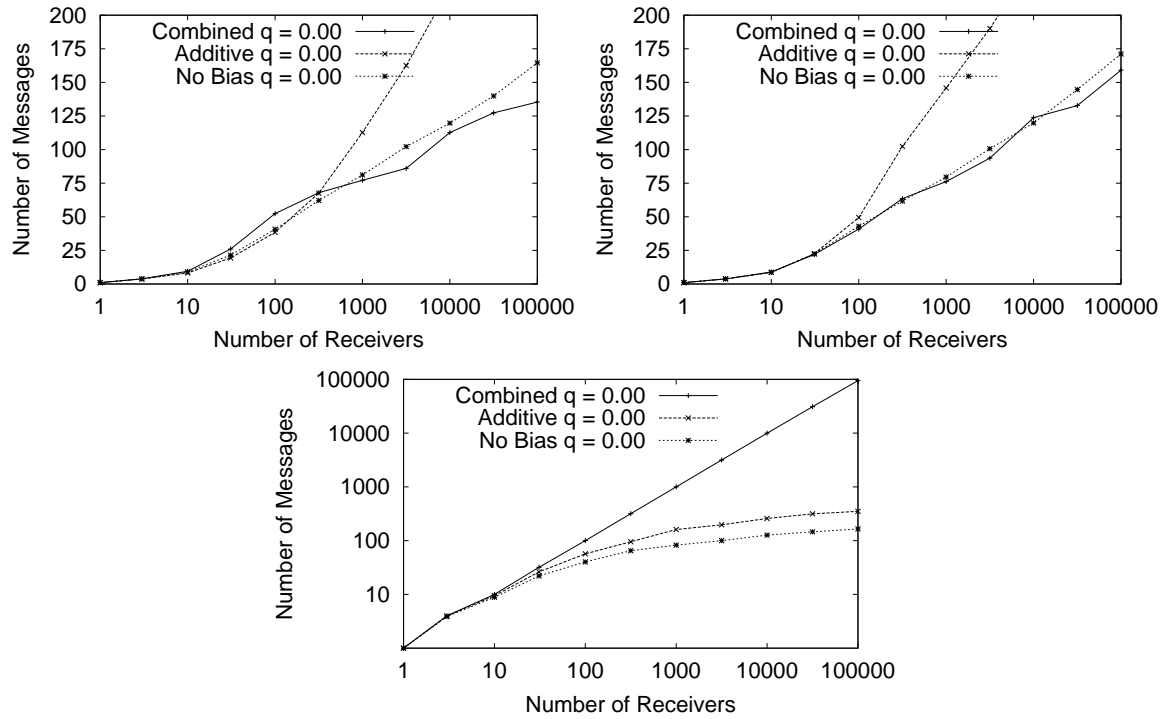 200
175
150
125
100
75
50
25
0
Number of Messages
Combined q = 0.00
Additive q = 0.00
No Bias q = 0.00
1 10 100 1000 10000 100000
Number of Receivers
200
175
150
125
100
75
50
25
0
Number of Messages
Combined q = 0.00
Additive q = 0.00
No Bias q = 0.00
1 10 100 1000 10000 100000
Number of Receivers
100000
10000
1000
100
10
Number of Messages
Combined q = 0.00
Additive q = 0.00
No Bias q = 0.00
1 10 100 1000 10000 100000
Number of Receivers